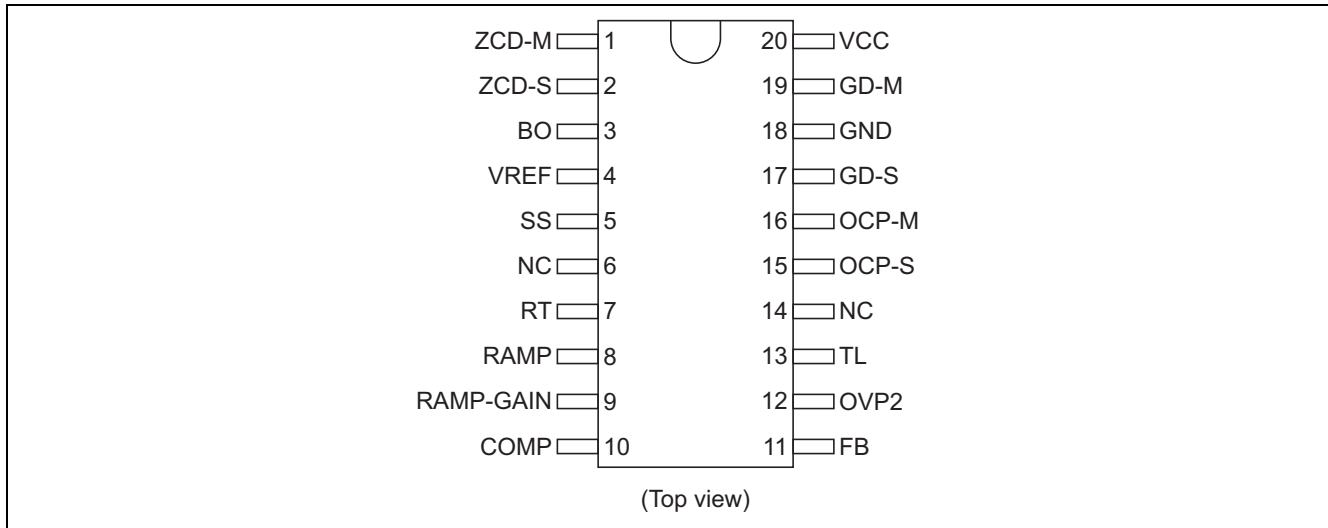 ZCD-M 1 20 VCC
ZCD-S 2 19 GD-M
BO 3 18 GND
VREF 4 17 GD-S
SS 5 16 OCP-M
NC 6 15 OCP-S
RT 7 14 NC
RAMP 8 13 TL
RAMP-GAIN 9 12 OVP2
COMP 10 11 FB
(Top view)